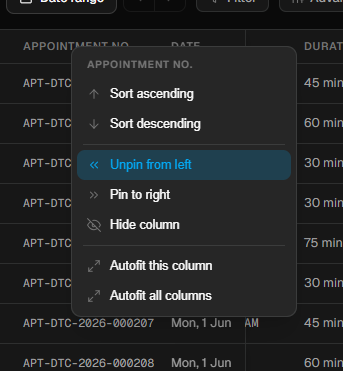 Date range
Filter
APPOINTMENT NO. DATE DURAT
APPOINTMENT NO.
APT-DTC 45 min
Sort ascending
Sort descending
APT-DTC 60 min
Unpin from left
APT-DTC 30 min
Pin to right
APT-DTC 30 min
Hide column
APT-DTC 75 min
Autofit this column
APT-DTC 30 min
Autofit all columns
APT-DTC-2026-000207 Mon, 1 Jun AM 45 min
APT-DTC-2026-000208 Mon, 1 Jun 60 min